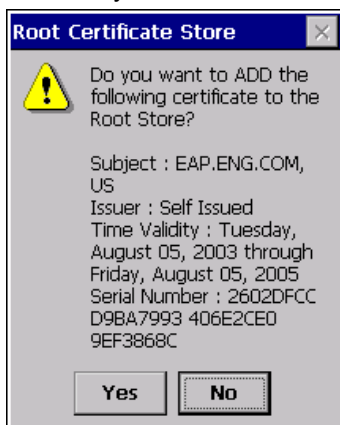 Root Certificate Store
Do you want to ADD the
following certificate to the
Root Store?
Subject : EAP.ENG.COM,
US
Issuer : Self Issued
Time Validity : Tuesday,
August 05, 2003 through
Friday, August 05, 2005
Serial Number : 2602DFCC
D9BA7993 406E2CE0
9EF3868C
Yes
No